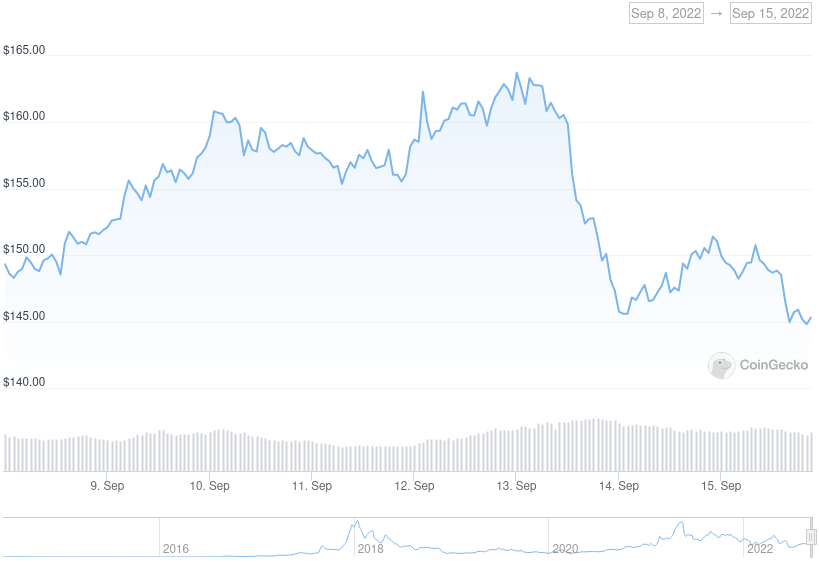 Sep 8, 2022 → Sep 15, 2022
$165.00
$160.00
$155.00
$150.00
$145.00
$140.00
CoinGecko
9. Sep 10. Sep 11. Sep 12. Sep 13. Sep 14. Sep 15. Sep
2016 2018 2020 2022